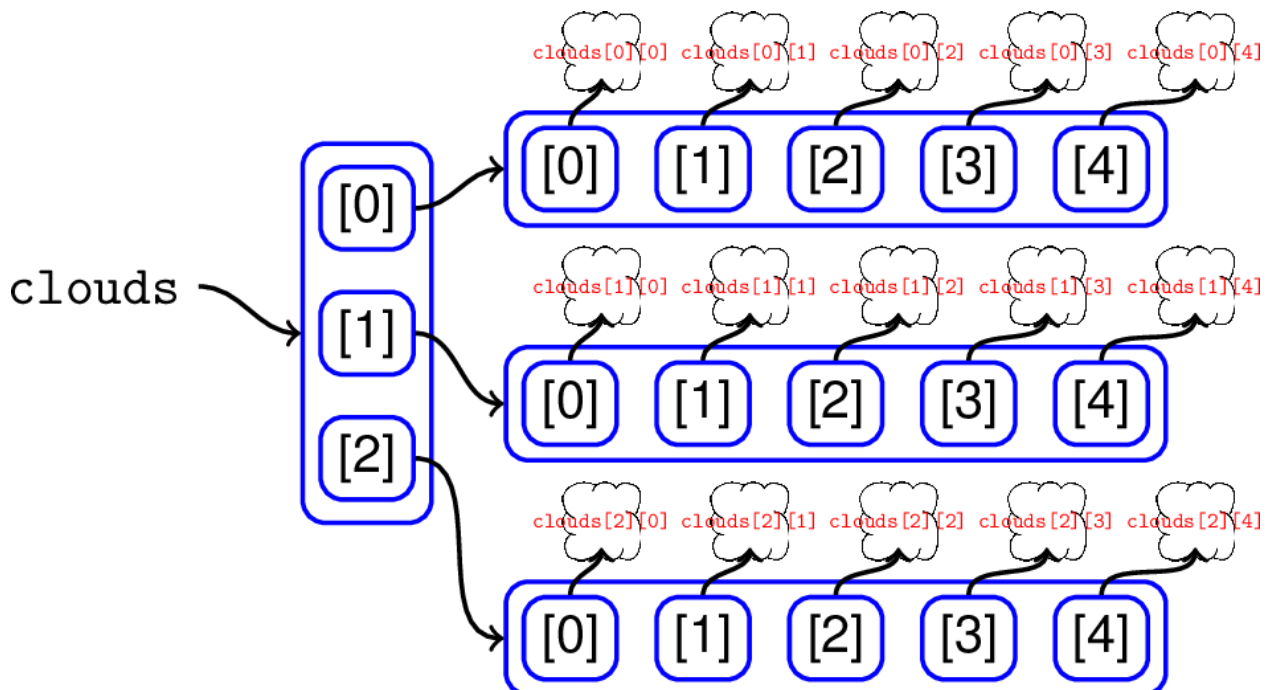 clouds[0][0] clouds[0][1] clouds[0][2] clouds[0][3] clouds[0][4]
[0] [1] [2] [3] [4]
[0]
clouds[1][0] clouds[1][1] clouds[1][2] clouds[1][3] clouds[1][4]
clouds
[1]
[0] [1] [2] [3] [4]
[2]
clouds[2][0] clouds[2][1] clouds[2][2] clouds[2][3] clouds[2][4]
[0] [1] [2] [3] [4]